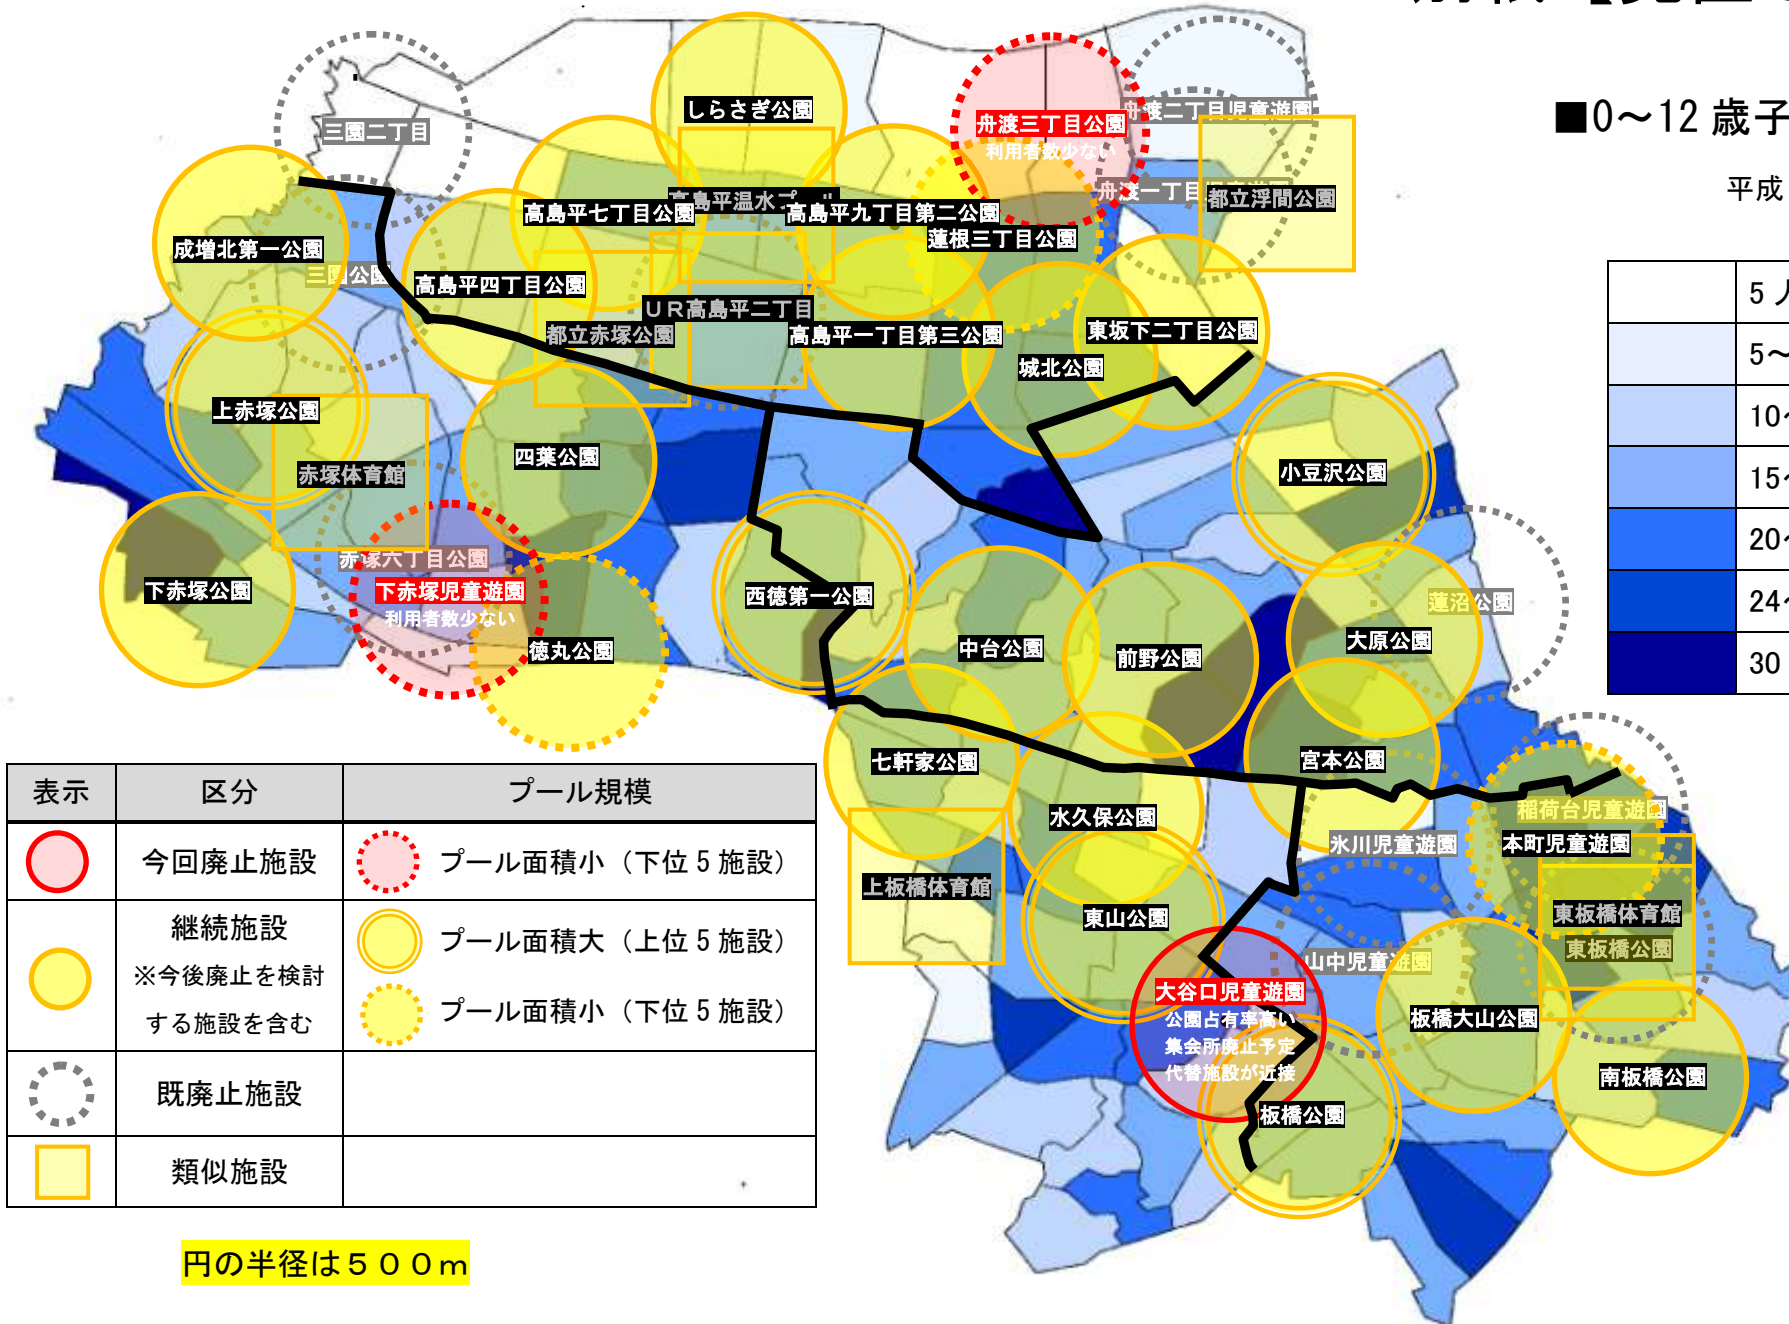 ■0～12 歳子
平成
しらさぎ公園
三園二丁目
舟渡三丁目公園
利用者数少ない
舟渡二丁目児童遊園
舟渡一丁目
都立浮間公園
高島平温水プール
高島平七丁目公園
高島平九丁目第二公園
蓮根三丁目公園
成増北第一公園
三園公園
高島平四丁目公園
UR高島平二丁目
都立赤塚公園
高島平一丁目第三公園
東坂下二丁目公園
城北公園
上赤塚公園
四葉公園
赤塚体育館
小豆沢公園
赤塚六丁目公園
下赤塚児童遊園
利用者数少ない
下赤塚公園
徳丸公園
西徳第一公園
中台公園
前野公園
蓮沼公園
大原公園
七軒家公園
宮本公園
水久保公園
稲荷台児童遊園
氷川児童遊園
本町児童遊園
上板橋体育館
東山公園
東板橋体育館
東板橋公園
山中児童遊園
大谷口児童遊園
公園占有率高い
集会所廃止予定
代替施設が近接
板橋大山公園
南板橋公園
板橋公園
5 人
5～
10～
15～
20～
24～
30
表示 区分 プール規模
今回廃止施設 プール面積小（下位 5 施設）
継続施設
※今後廃止を検討
する施設を含む
プール面積大（上位 5 施設）
プール面積小（下位 5 施設）
既廃止施設
類似施設
円の半径は５００ｍ